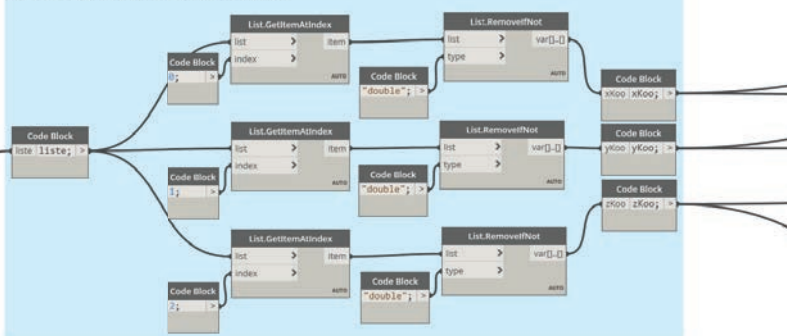 List.GetItemAtIndex
list > item
index >
AUTO
Code Block
0; >
List.RemoveIfNot
list > var[]..[]
type >
AUTO
Code Block
"double"; >
Code Block
xKoo xKoo; >
Code Block
liste liste; >
List.GetItemAtIndex
list > item
index >
AUTO
Code Block
1; >
List.RemoveIfNot
list > var[]..[]
type >
AUTO
Code Block
"double"; >
Code Block
yKoo yKoo; >
List.GetItemAtIndex
list > item
index >
AUTO
Code Block
2; >
List.RemoveIfNot
list > var[]..[]
type >
AUTO
Code Block
"double"; >
Code Block
zKoo zKoo; >